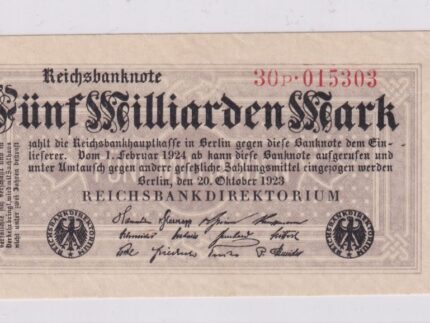 Reichsbanknote
30P·015303
Fünf Milliarden Mark
zahlt die Reichsbankhauptkasse in Berlin gegen diese Banknote dem Ein-
lieferer. Vom 1. Februar 1924 ab kann diese Banknote aufgerufen und
unter Umtausch gegen andere gesetzliche Zahlungsmittel eingezogen werden
Berlin, den 20. Oktober 1923
REICHSBANKDIREKTORIUM
REICHSBANKDIREKTORIUM
REICHSBANKDIREKTORIUM